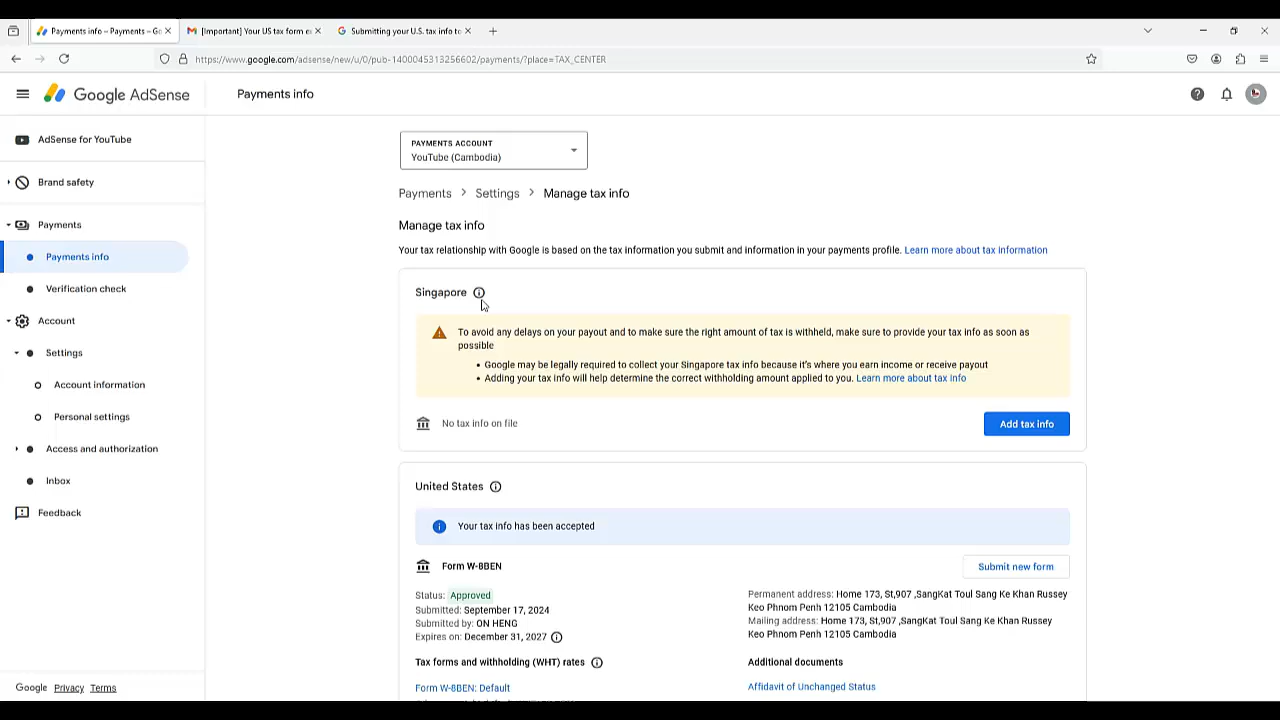 Payments info – Payments – Go
[Important] Your US tax form e
Submitting your U.S. tax info to
https://www.google.com/adsense/new/u/0/pub-1400045313256602/payments/?place=TAX_CENTER
Google AdSense
Payments info
AdSense for YouTube
Brand safety
Payments
Payments info
Verification check
Account
Settings
Account information
Personal settings
Access and authorization
Inbox
Feedback
Google Privacy Terms
PAYMENTS ACCOUNT
YouTube (Cambodia)
Payments > Settings > Manage tax info
Manage tax info
Your tax relationship with Google is based on the tax information you submit and information in your payments profile. Learn more about tax information
Singapore
To avoid any delays on your payout and to make sure the right amount of tax is withheld, make sure to provide your tax info as soon as
possible
• Google may be legally required to collect your Singapore tax info because it's where you earn income or receive payout
• Adding your tax info will help determine the correct withholding amount applied to you. Learn more about tax info
No tax info on file
Add tax info
United States
Your tax info has been accepted
Form W-8BEN
Submit new form
Status: Approved
Submitted: September 17, 2024
Submitted by: ON HENG
Expires on: December 31, 2027
Permanent address: Home 173, St,907 ,SangKat Toul Sang Ke Khan Russey
Keo Phnom Penh 12105 Cambodia
Mailing address: Home 173, St,907 ,SangKat Toul Sang Ke Khan Russey
Keo Phnom Penh 12105 Cambodia
Tax forms and withholding (WHT) rates
Additional documents
Form W-8BEN: Default
Affidavit of Unchanged Status